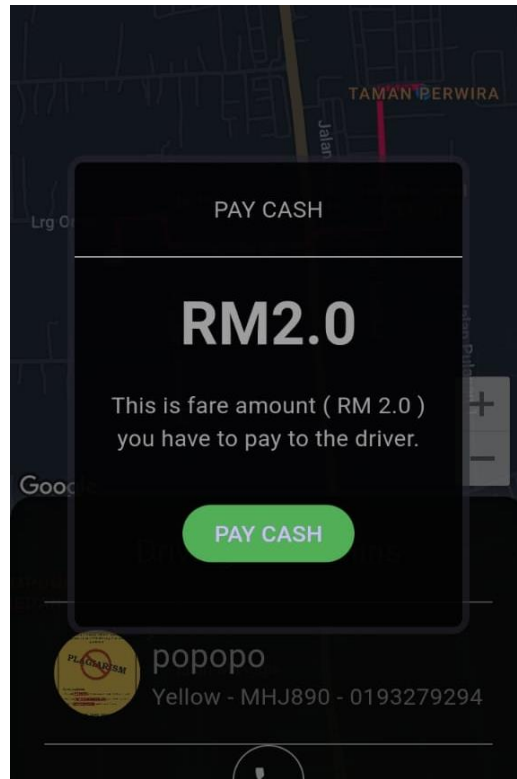 TAMAN PERWIRA
Jalan
Lrg
PAY CASH
RM2.0
This is fare amount ( RM 2.0 )
you have to pay to the driver.
PAY CASH
PLAGIARISM
popopo
Yellow - MHJ890 - 0193279294